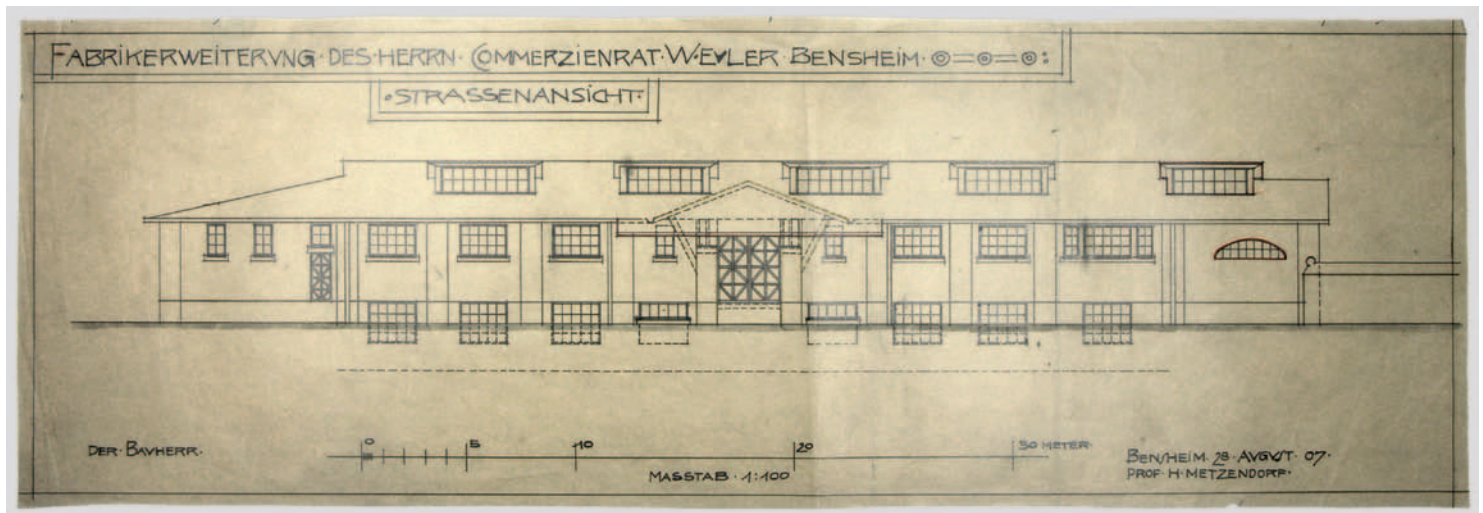 FABRIKERWEITERVNG · DES · HERRN · COMMERZIENRAT · W · EVLER · BENSHEIM ·
· STRASSENANSICHT ·
0 5 10 20 30 METER ·
DER · BAVHERR ·
MASSTAB · 1:100
BENSHEIM · 28 · AVGVST · 07 ·
PROF · H · METZENDORF ·